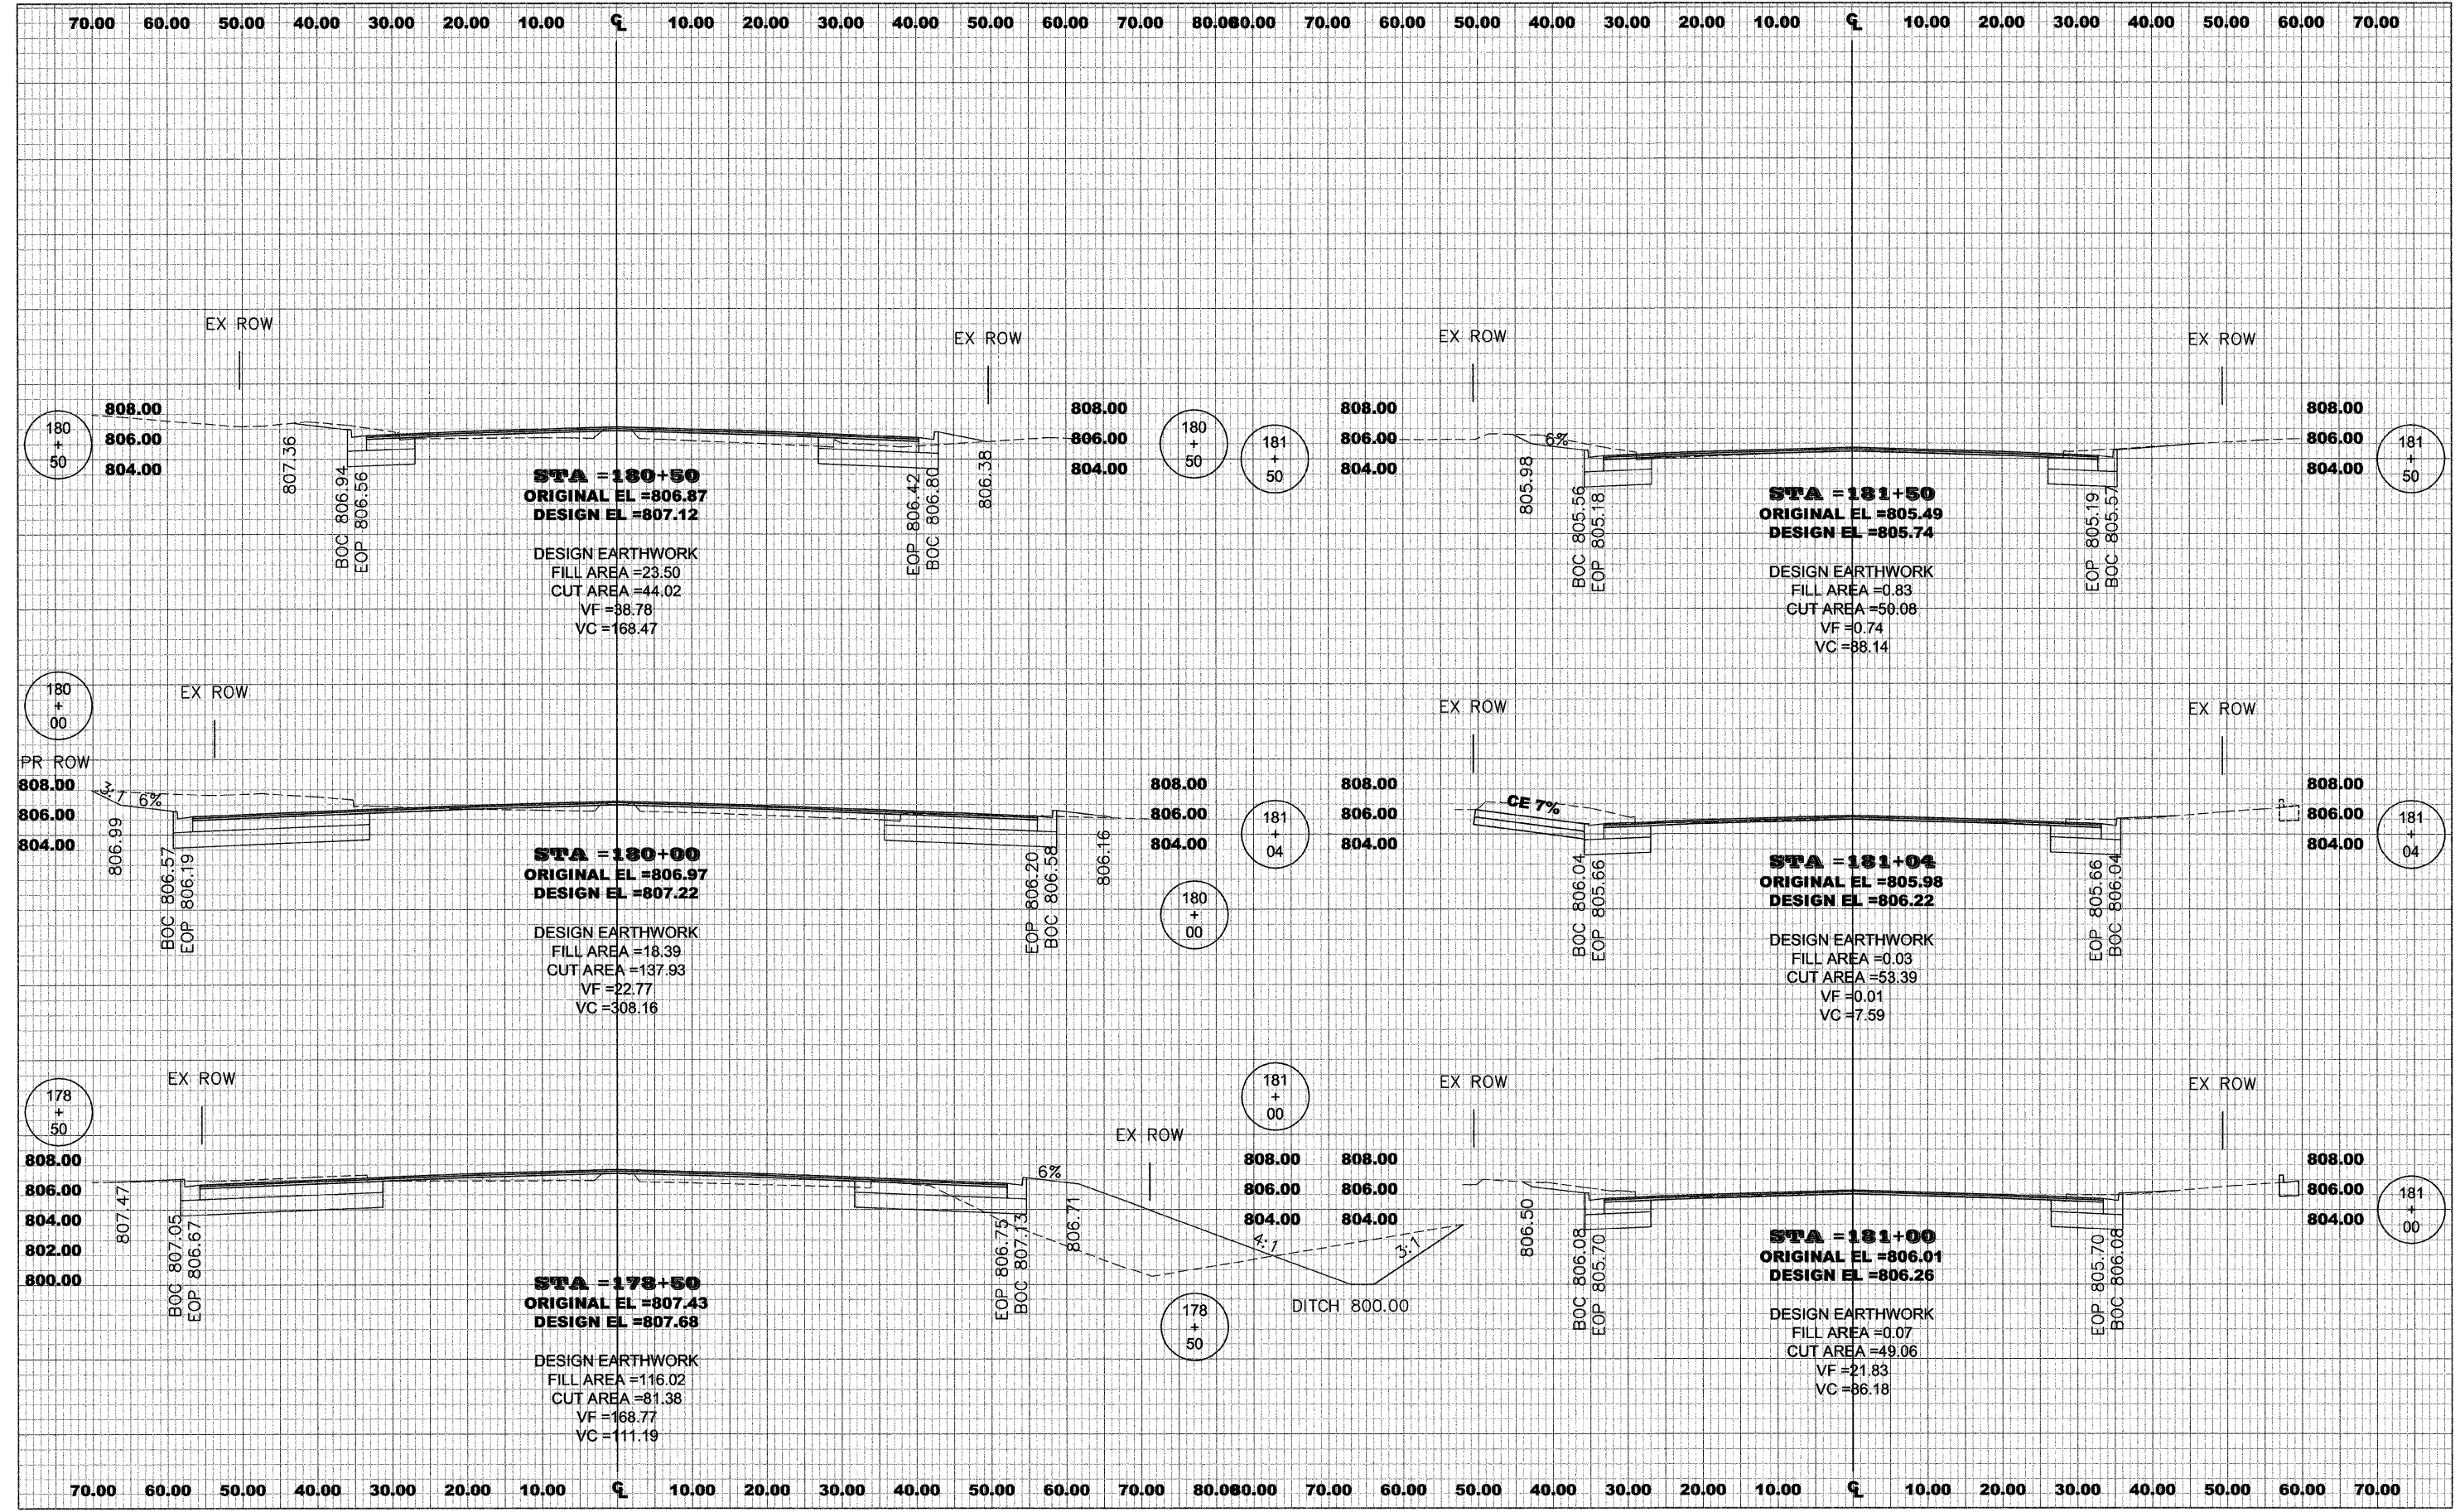 70.00 60.00 50.00 40.00 30.00 20.00 10.00 ℄ 10.00 20.00 30.00 40.00 50.00 60.00 70.00 80.00 80.00 70.00 60.00 50.00 40.00 30.00 20.00 10.00 ℄ 10.00 20.00 30.00 40.00 50.00 60.00 70.00
EX ROW
EX ROW
808.00
806.00
804.00
180
+
50
807.36
BOC 806.94
EOP 806.56
STA =180+50
ORIGINAL EL =806.87
DESIGN EL =807.12
DESIGN EARTHWORK
FILL AREA =23.50
CUT AREA =44.02
VF =38.78
VC =168.47
EOP 806.42
BOC 806.80
806.38
808.00
806.00
804.00
180
+
50
EX ROW
EX ROW
181
+
50
808.00
806.00
804.00
6%
805.98
BOC 805.56
EOP 805.18
STA =181+50
ORIGINAL EL =805.49
DESIGN EL =805.74
DESIGN EARTHWORK
FILL AREA =0.83
CUT AREA =50.08
VF =0.74
VC =88.14
EOP 805.19
BOC 805.57
808.00
806.00
804.00
181
+
50
180
+
00
EX ROW
PR ROW
808.00
806.00
804.00
3:1
6%
806.99
BOC 806.57
EOP 806.19
STA =180+00
ORIGINAL EL =806.97
DESIGN EL =807.22
DESIGN EARTHWORK
FILL AREA =18.39
CUT AREA =137.93
VF =22.77
VC =308.16
EOP 806.20
BOC 806.58
806.16
808.00
806.00
804.00
180
+
00
EX ROW
EX ROW
181
+
04
808.00
806.00
804.00
CE 7%
BOC 806.04
EOP 805.66
STA =181+04
ORIGINAL EL =805.98
DESIGN EL =806.22
DESIGN EARTHWORK
FILL AREA =0.03
CUT AREA =53.39
VF =0.01
VC =7.59
EOP 805.66
BOC 806.04
808.00
806.00
804.00
181
+
04
178
+
50
EX ROW
808.00
806.00
804.00
802.00
800.00
807.47
BOC 807.05
EOP 806.67
STA =178+50
ORIGINAL EL =807.43
DESIGN EL =807.68
DESIGN EARTHWORK
FILL AREA =116.02
CUT AREA =81.38
VF =168.77
VC =111.19
EOP 806.75
BOC 807.13
6%
806.71
EX ROW
4:1
3:1
DITCH 800.00
808.00
806.00
804.00
178
+
50
181
+
00
EX ROW
EX ROW
808.00
806.00
804.00
806.50
BOC 806.08
EOP 805.70
STA =181+00
ORIGINAL EL =806.01
DESIGN EL =806.26
DESIGN EARTHWORK
FILL AREA =0.07
CUT AREA =49.06
VF =21.83
VC =86.18
EOP 805.70
BOC 806.08
808.00
806.00
804.00
181
+
00
70.00 60.00 50.00 40.00 30.00 20.00 10.00 ℄ 10.00 20.00 30.00 40.00 50.00 60.00 70.00 80.00 80.00 70.00 60.00 50.00 40.00 30.00 20.00 10.00 ℄ 10.00 20.00 30.00 40.00 50.00 60.00 70.00